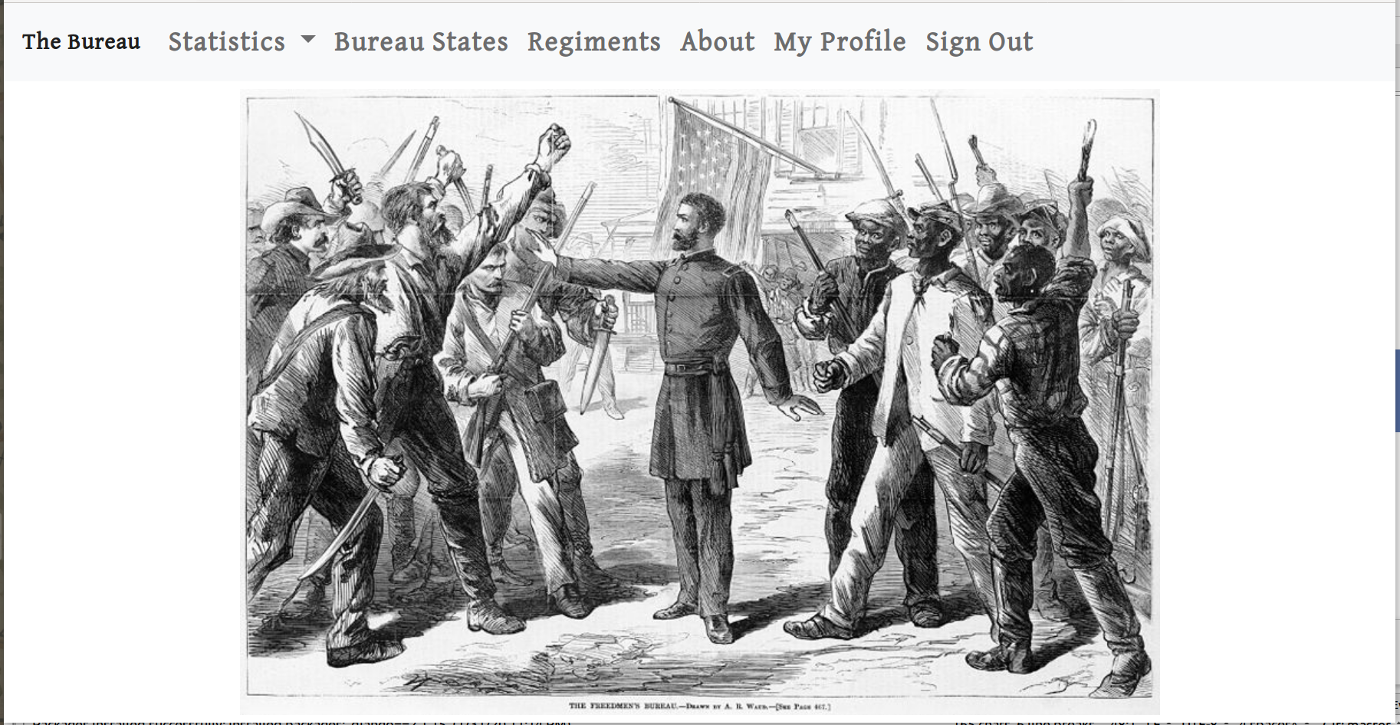 The Bureau Statistics Bureau States Regiments About My Profile Sign Out
THE FREEDMEN'S BUREAU.—Drawn by A. R. Waud.—[See Page 467.]